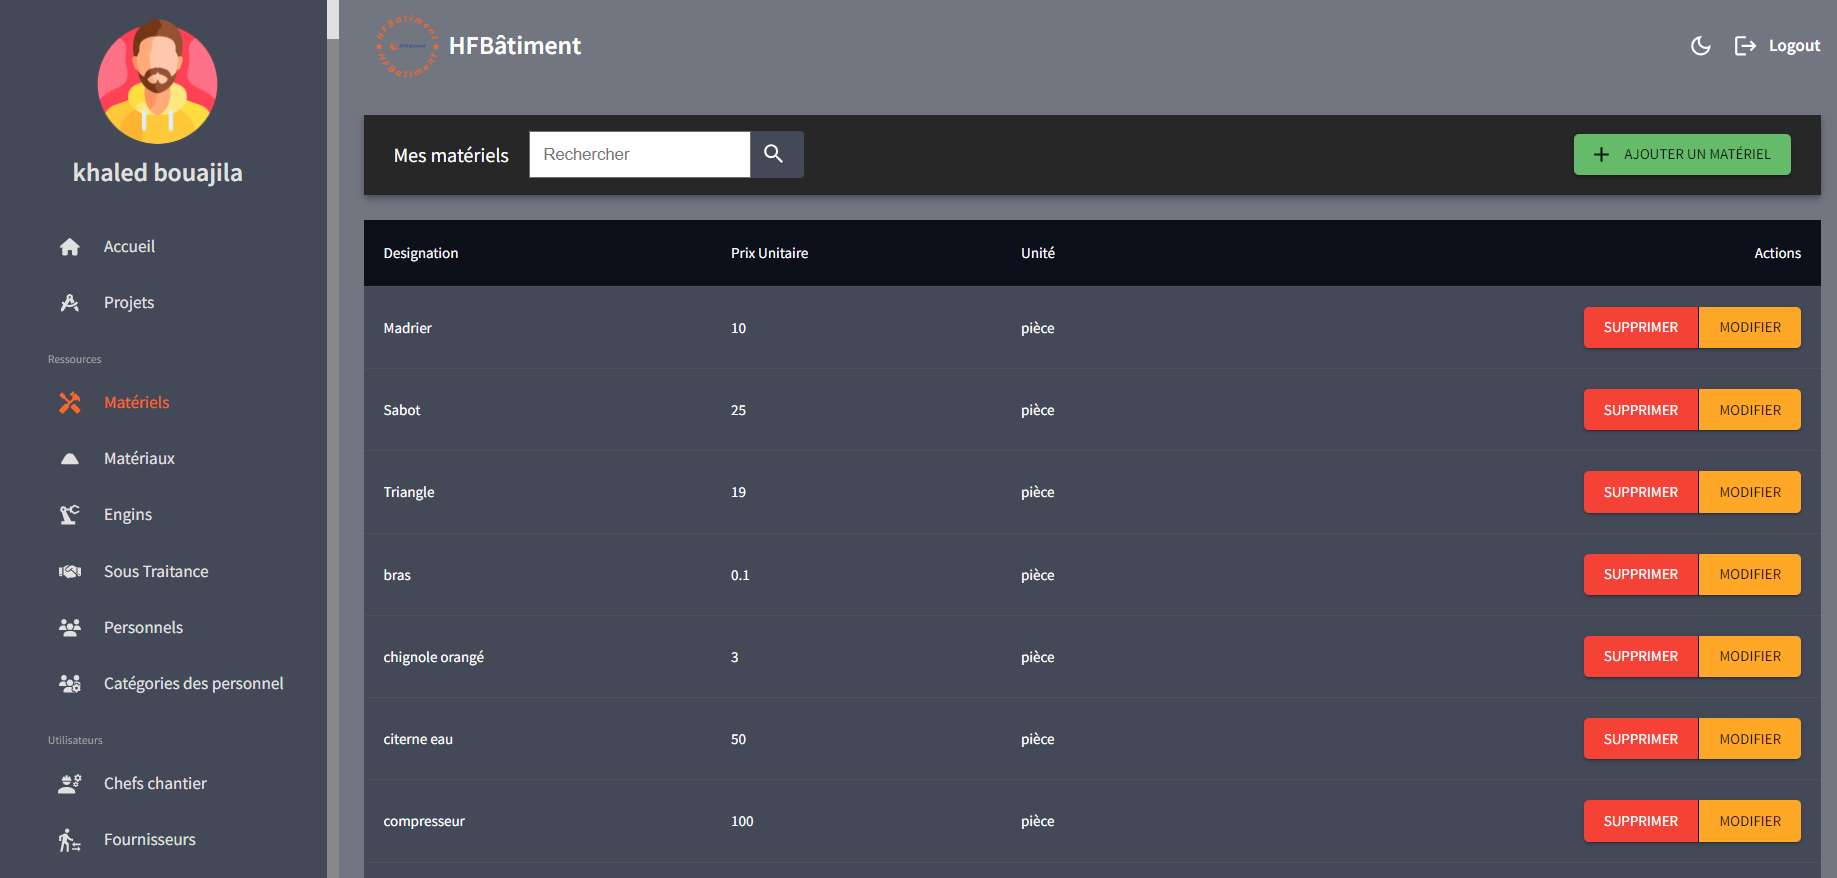 khaled bouajila
Accueil
Projets
Ressources
Matériels
Matériaux
Engins
Sous Traitance
Personnels
Catégories des personnel
Utilisateurs
Chefs chantier
Fournisseurs
HFBatiment
HFBatiment
HFBâtiment
Logout
Mes matériels
Rechercher
AJOUTER UN MATÉRIEL
Designation Prix Unitaire Unité Actions
Madrier 10 pièce SUPPRIMER MODIFIER
Sabot 25 pièce SUPPRIMER MODIFIER
Triangle 19 pièce SUPPRIMER MODIFIER
bras 0.1 pièce SUPPRIMER MODIFIER
chignole orangé 3 pièce SUPPRIMER MODIFIER
citerne eau 50 pièce SUPPRIMER MODIFIER
compresseur 100 pièce SUPPRIMER MODIFIER